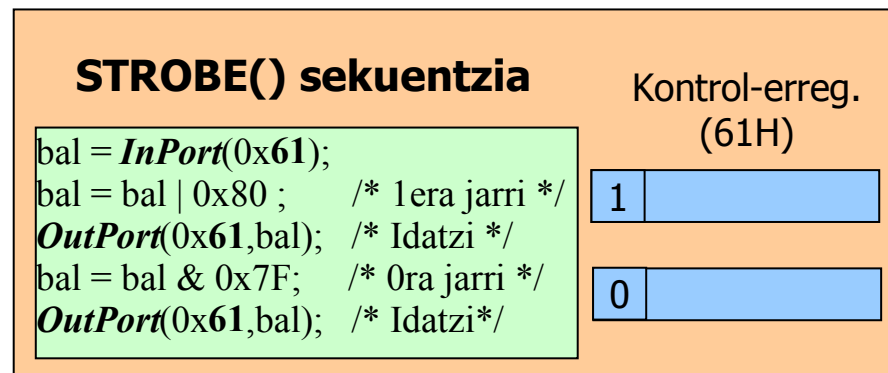 STROBE() sekuentzia
bal = InPort(0x61);
bal = bal | 0x80 ; /* 1era jarri */
OutPort(0x61,bal); /* Idatzi */
bal = bal & 0x7F; /* 0ra jarri */
OutPort(0x61,bal); /* Idatzi*/
Kontrol-erreg.
(61H)
1
0